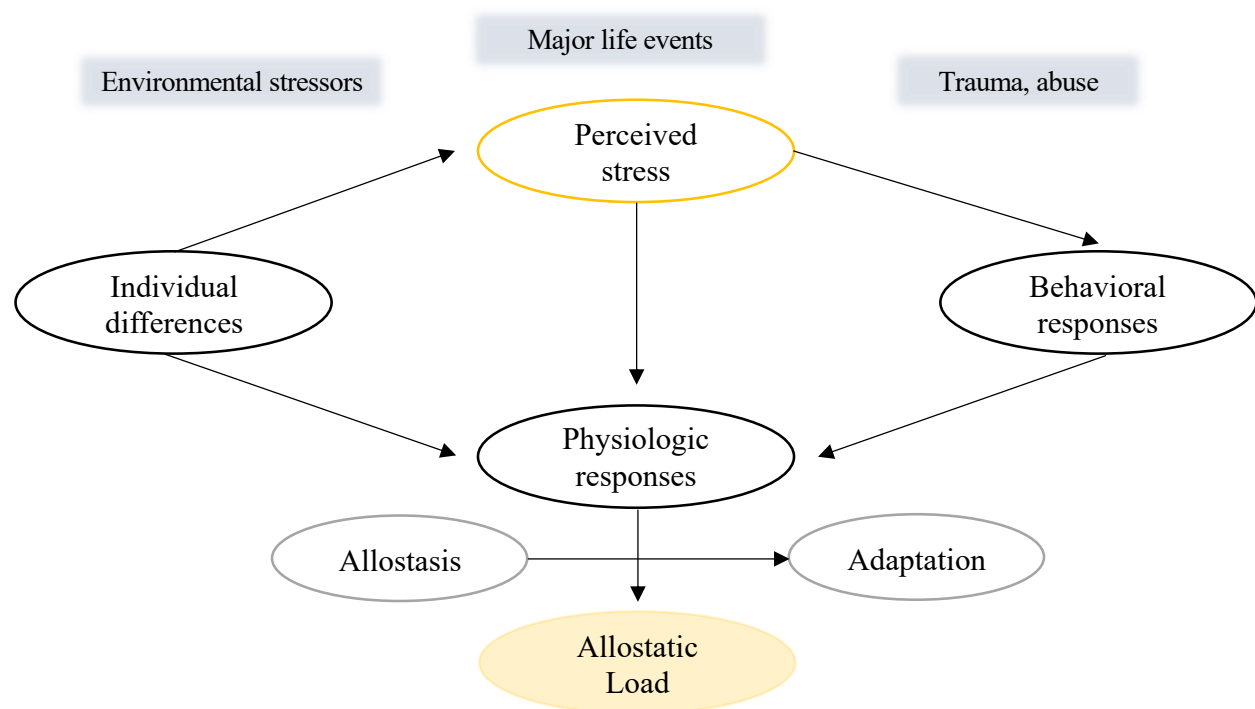 Major life events
Environmental stressors
Trauma, abuse
Perceived
stress
Individual
differences
Behavioral
responses
Physiologic
responses
Allostasis
Adaptation
Allostatic
Load